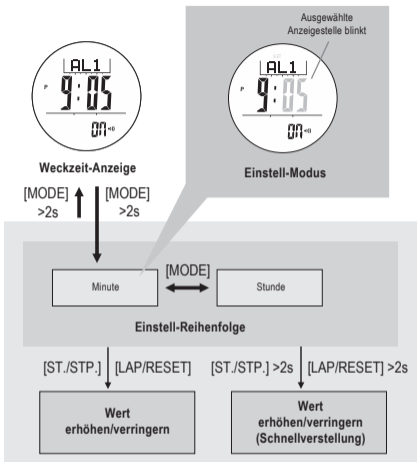 Ausgewählte
Anzeigestelle blinkt
AL1
P 9:05
ON
Weckzeit-Anzeige
AL1
P 9:05
ON
Einstell-Modus
[MODE] [MODE]
>2s >2s
[MODE]
Minute Stunde
Einstell-Reihenfolge
[ST./STP.] [LAP/RESET] [ST./STP.] >2s [LAP/RESET] >2s
Wert
erhöhen/verringern
Wert
erhöhen/verringern
(Schnellverstellung)